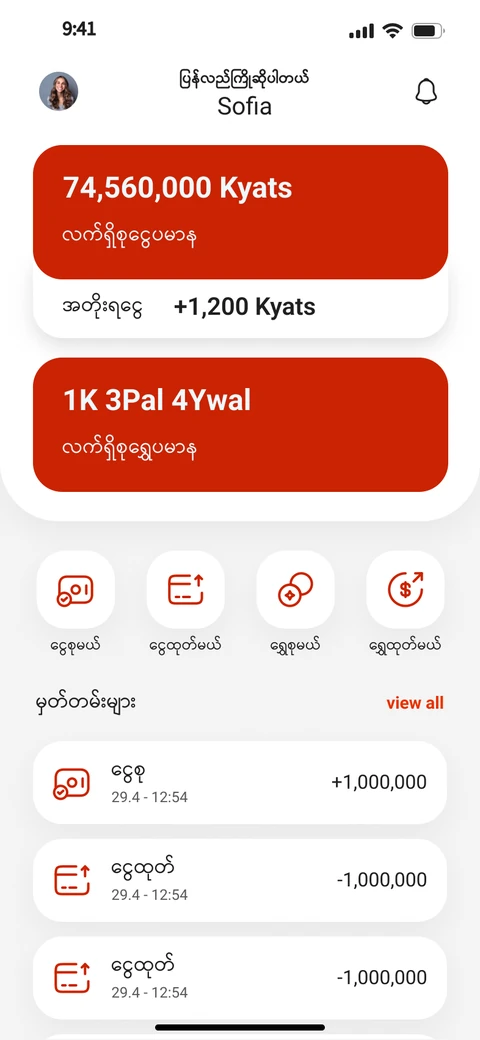 9:41
ပြန်လည်ကြိုဆိုပါတယ်
Sofia
74,560,000 Kyats
လက်ရှိစုငွေပမာန
အတိုးရငွေ +1,200 Kyats
1K 3Pal 4Ywal
လက်ရှိစုရွှေပမာန
ငွေစုမယ် ငွေထုတ်မယ် ရွှေစုမယ် ရွှေထုတ်မယ်
မှတ်တမ်းများ view all
ငွေစု +1,000,000
29.4 - 12:54
ငွေထုတ် -1,000,000
29.4 - 12:54
ငွေထုတ် -1,000,000
29.4 - 12:54